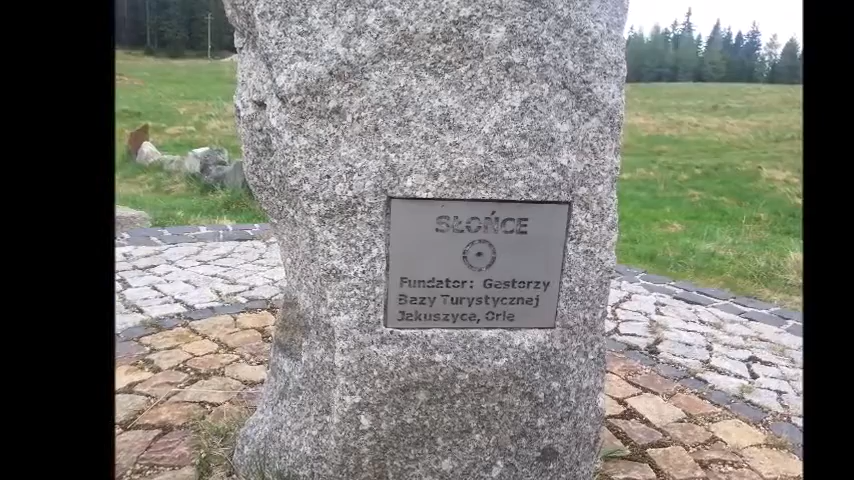 SŁOŃCE
Fundator: Gestorzy
Bazy Turystycznej
Jakuszyce, Orle